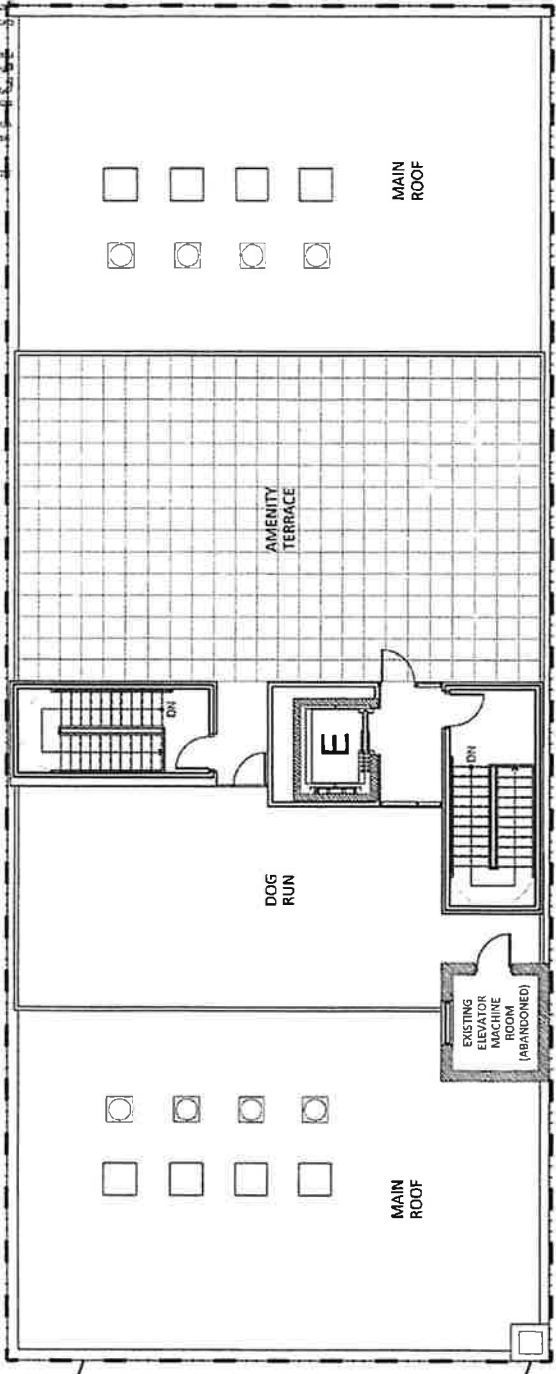 MAIN
ROOF
AMENITY
TERRACE
DN
E
DN
DOG
RUN
EXISTING
ELEVATOR
MACHINE
ROOM
(ABANDONED)
MAIN
ROOF